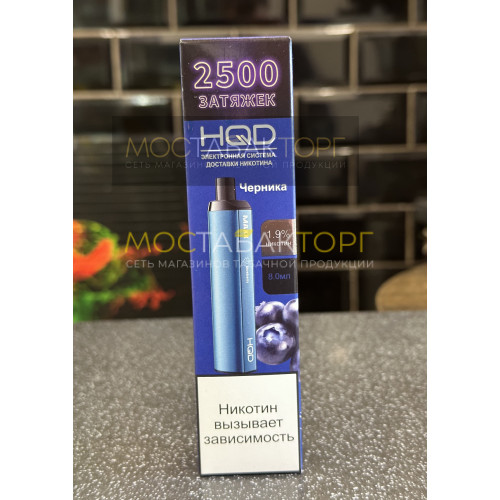 2500
ЗАТЯЖЕК
HQD
ЭЛЕКТРОННАЯ СИСТЕМА
ДОСТАВКИ НИКОТИНА
МОСТАБАКТОРГ
СЕТЬ МАГАЗИНОВ ТАБАЧНОЙ ПРОДУКЦИИ
Черника
1.9%
НИКОТИН
МОСТАБАКТОРГ
СЕТЬ МАГАЗИНОВ ТАБАЧНОЙ ПРОДУКЦИИ
8.0мл
HQD
Никотин
вызывает
зависимость